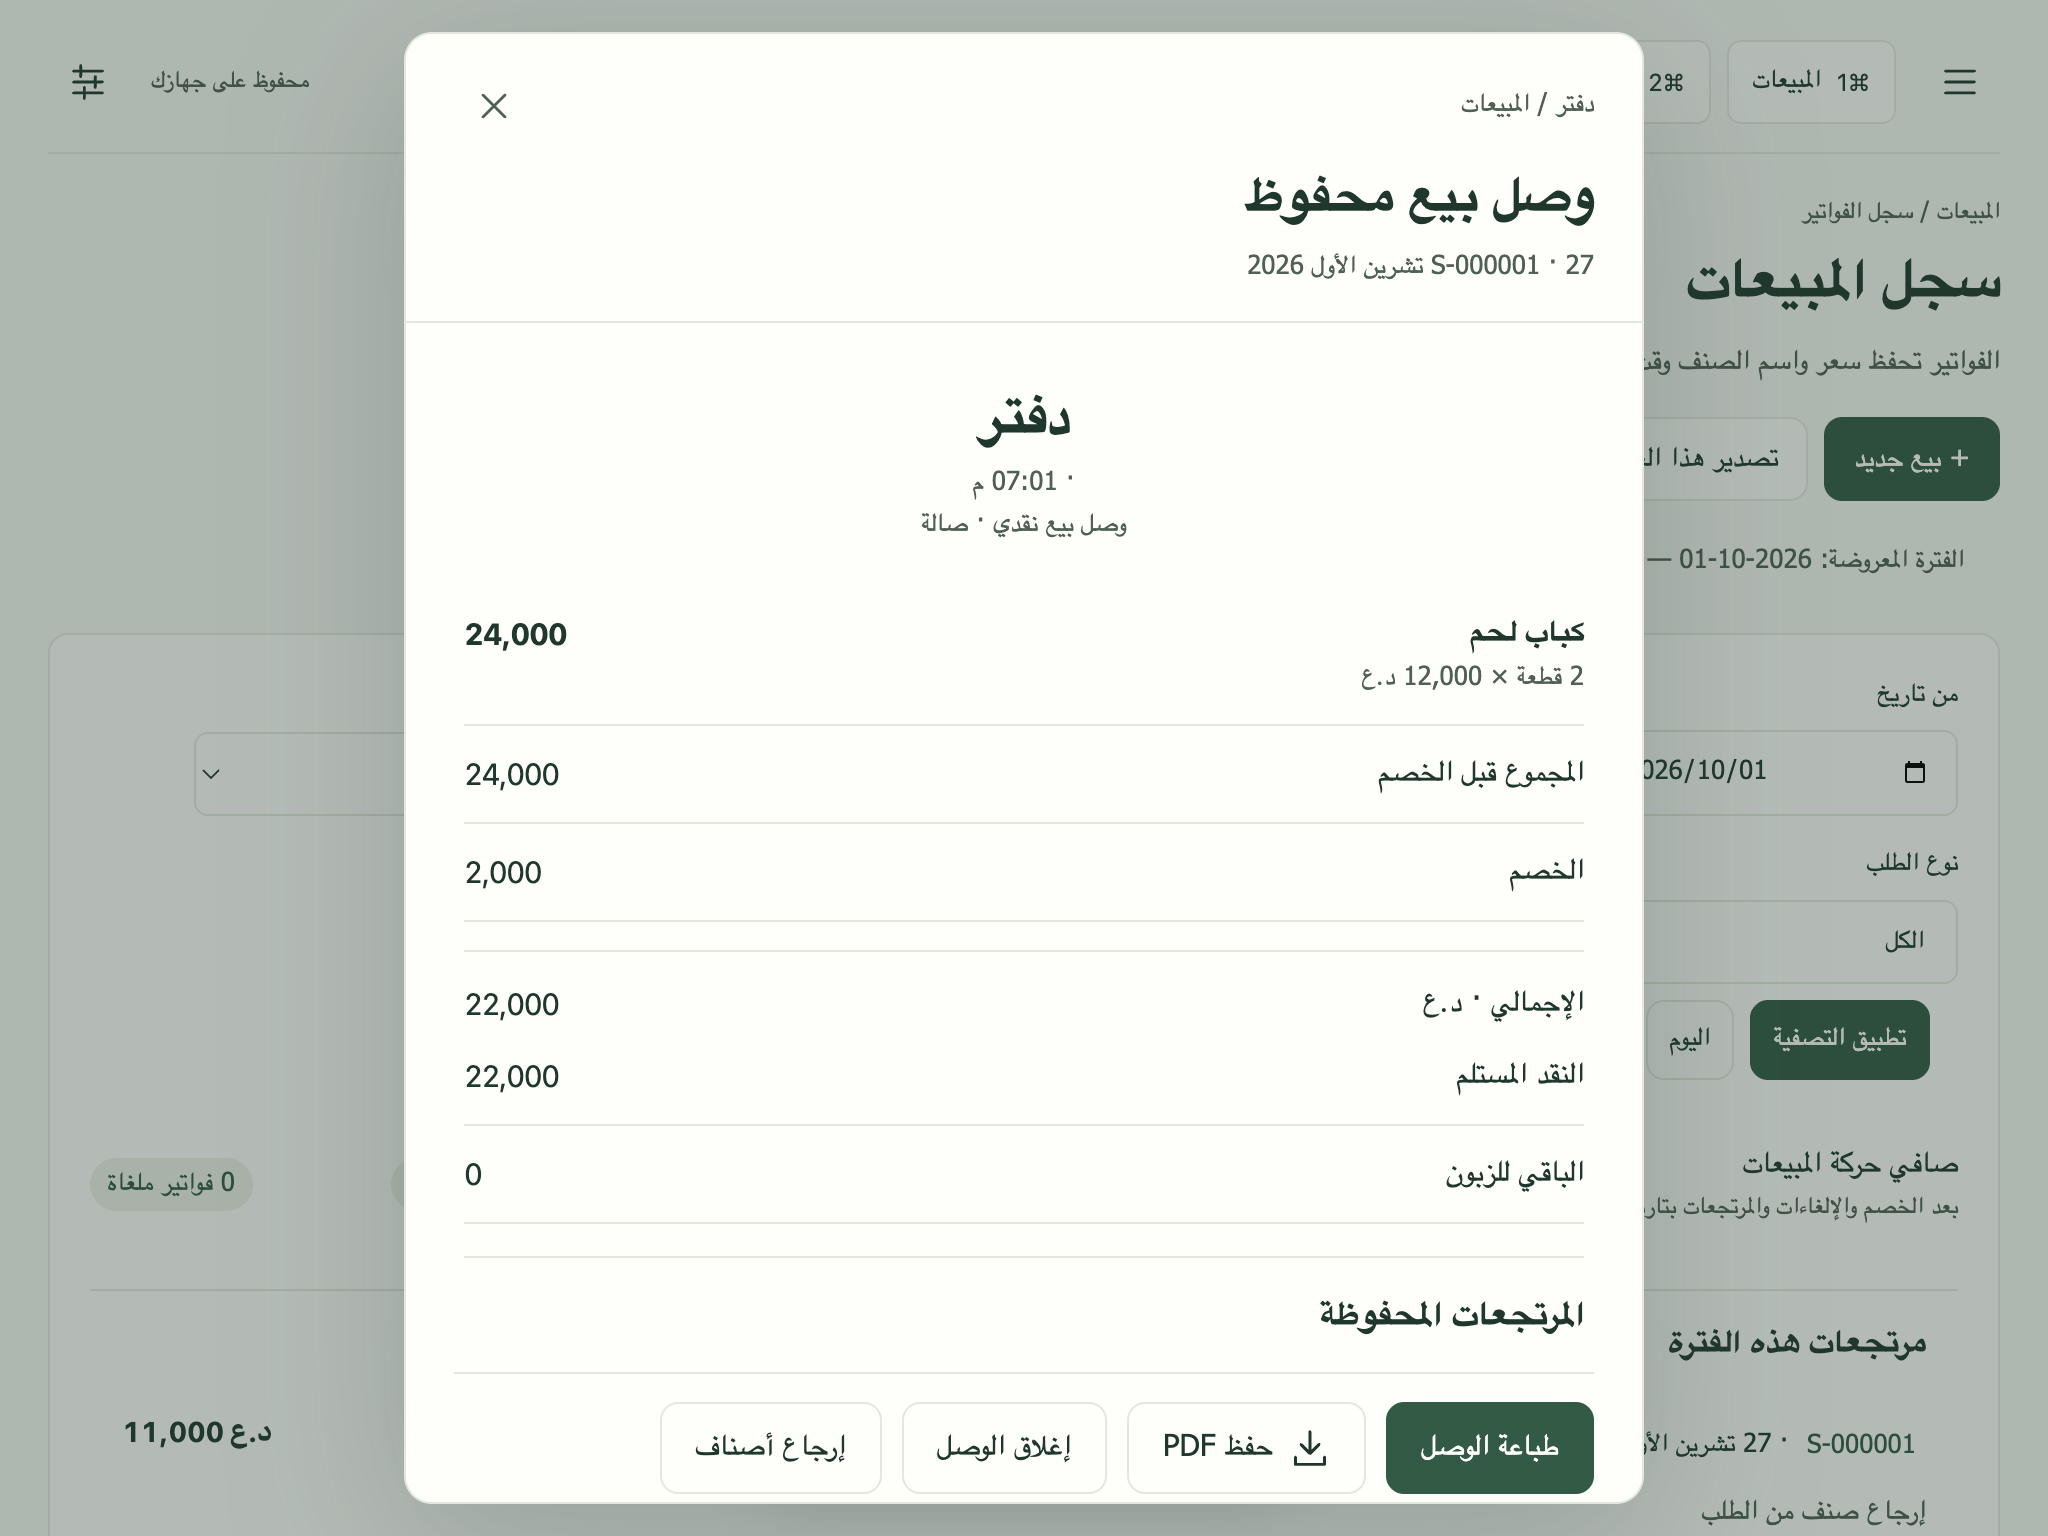 ⌘1 المبيعات
⌘2
محفوظ على جهازك
المبيعات / سجل الفواتير
سجل المبيعات
الفواتير تحفظ سعر واسم الصنف
+ بيع جديد
تصدير هذا
الفترة المعروضة: 2026-10-01 —
من تاريخ
026/10/01
نوع الطلب
الكل
تطبيق التصفية
اليوم
صافي حركة المبيعات
بعد الخصم والإلغاءات والمرتجعات
0 فواتير ملغاة
مرتجعات هذه الفترة
S-000001 · 27 تشرين
11,000 د.ع
إرجاع صنف من الطلب
دفتر / المبيعات
وصل بيع محفوظ
S-000001 · 27 تشرين الأول 2026
دفتر
· 07:01 م
وصل بيع نقدي · صالة
كباب لحم 24,000
2 قطعة × 12,000 د.ع
المجموع قبل الخصم 24,000
الخصم 2,000
الإجمالي · د.ع 22,000
النقد المستلم 22,000
الباقي للزبون 0
المرتجعات المحفوظة
طباعة الوصل
حفظ PDF
إغلاق الوصل
إرجاع أصناف